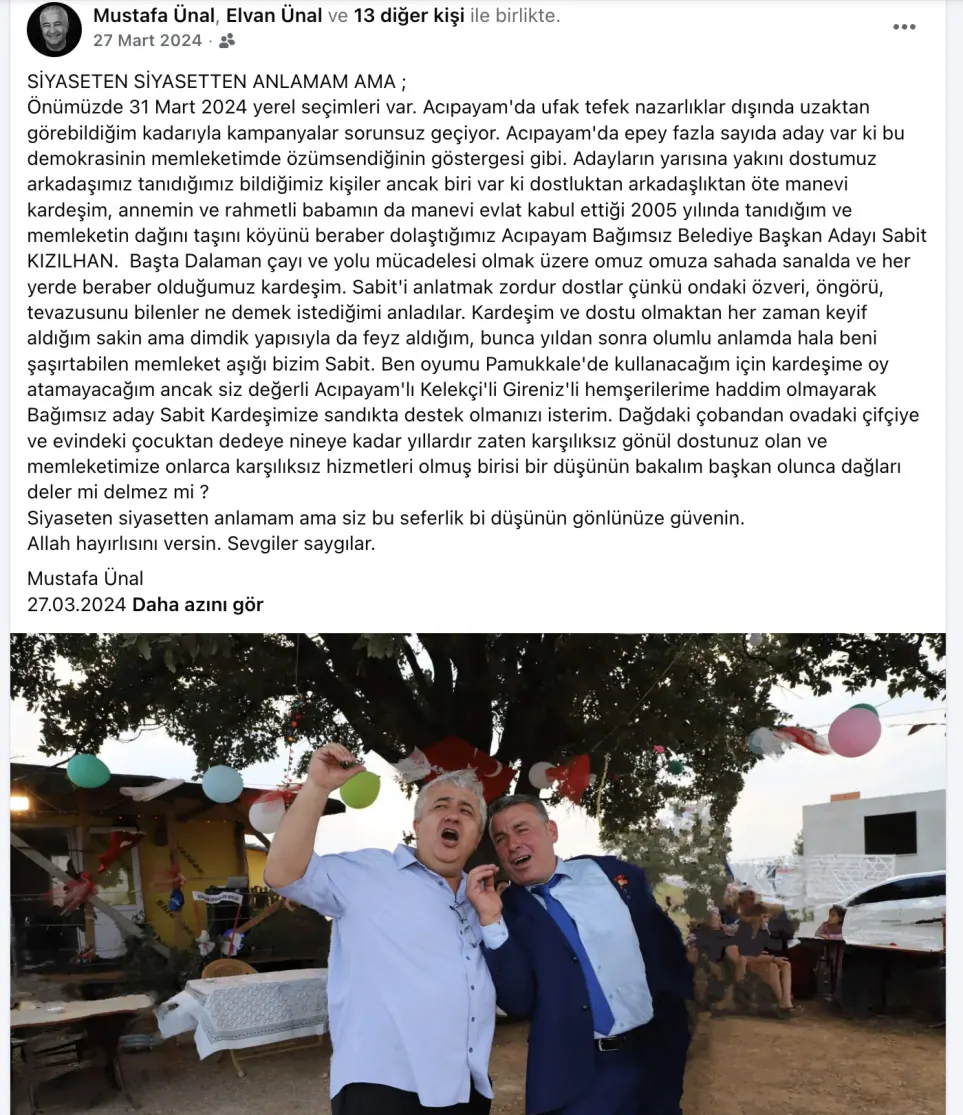 Mustafa Ünal, Elvan Ünal ve 13 diğer kişi ile birlikte.
27 Mart 2024 ·
SİYASETEN SİYASETTEN ANLAMAM AMA ;
Önümüzde 31 Mart 2024 yerel seçimleri var. Acıpayam'da ufak tefek nazarlıklar dışında uzaktan
görebildiğim kadarıyla kampanyalar sorunsuz geçiyor. Acıpayam'da epey fazla sayıda aday var ki bu
demokrasinin memleketimde özümsendiğinin göstergesi gibi. Adayların yarısına yakını dostumuz
arkadaşımız tanıdığımız bildiğimiz kişiler ancak biri var ki dostluktan arkadaşlıktan öte manevi
kardeşim, annemin ve rahmetli babamın da manevi evlat kabul ettiği 2005 yılında tanıdığım ve
memleketin dağını taşını köyünü beraber dolaştığımız Acıpayam Bağımsız Belediye Başkan Adayı Sabit
KIZILHAN.  Başta Dalaman çayı ve yolu mücadelesi olmak üzere omuz omuza sahada sanalda ve her
yerde beraber olduğumuz kardeşim. Sabit'i anlatmak zordur dostlar çünkü ondaki özveri, öngörü,
tevazusunu bilenler ne demek istediğimi anladılar. Kardeşim ve dostu olmaktan her zaman keyif
aldığım sakin ama dimdik yapısıyla da feyz aldığım, bunca yıldan sonra olumlu anlamda hala beni
şaşırtabilen memleket aşığı bizim Sabit. Ben oyumu Pamukkale'de kullanacağım için kardeşime oy
atamayacağım ancak siz değerli Acıpayam'lı Kelekçi'li Gireniz'li hemşerilerime haddim olmayarak
Bağımsız aday Sabit Kardeşimize sandıkta destek olmanızı isterim. Dağdaki çobandan ovadaki çifçiye
ve evindeki çocuktan dedeye nineye kadar yıllardır zaten karşılıksız gönül dostunuz olan ve
memleketimize onlarca karşılıksız hizmetleri olmuş birisi bir düşünün bakalım başkan olunca dağları
deler mi delmez mi ?
Siyaseten siyasetten anlamam ama siz bu seferlik bi düşünün gönlünüze güvenin.
Allah hayırlısını versin. Sevgiler saygılar.
Mustafa Ünal
27.03.2024 Daha azını gör